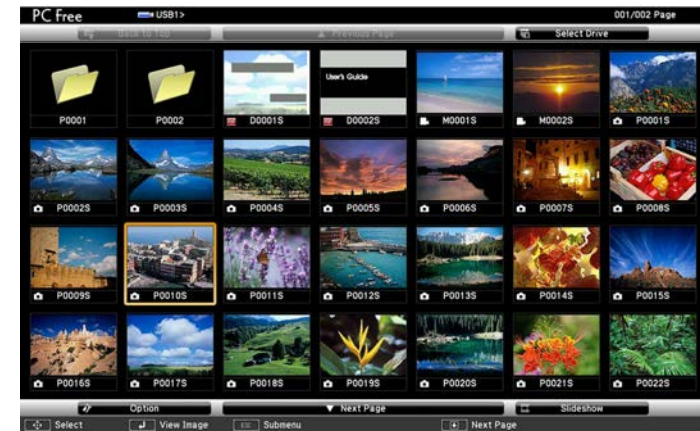 PC Free USB1> 001/002 Page
Back to Top ▲ Previous Page Select Drive
P0001 P0002 D0001S D0002S M0001S M0002S P0001S
User's Guide
P0002S P0003S P0004S P0005S P0006S P0007S P0008S
P0009S P0010S P0011S P0012S P0013S P0014S P0015S
P0016S P0017S P0018S P0019S P0020S P0021S P0022S
Option ▼ Next Page Slideshow
Select View Image Esc Submenu Next Page